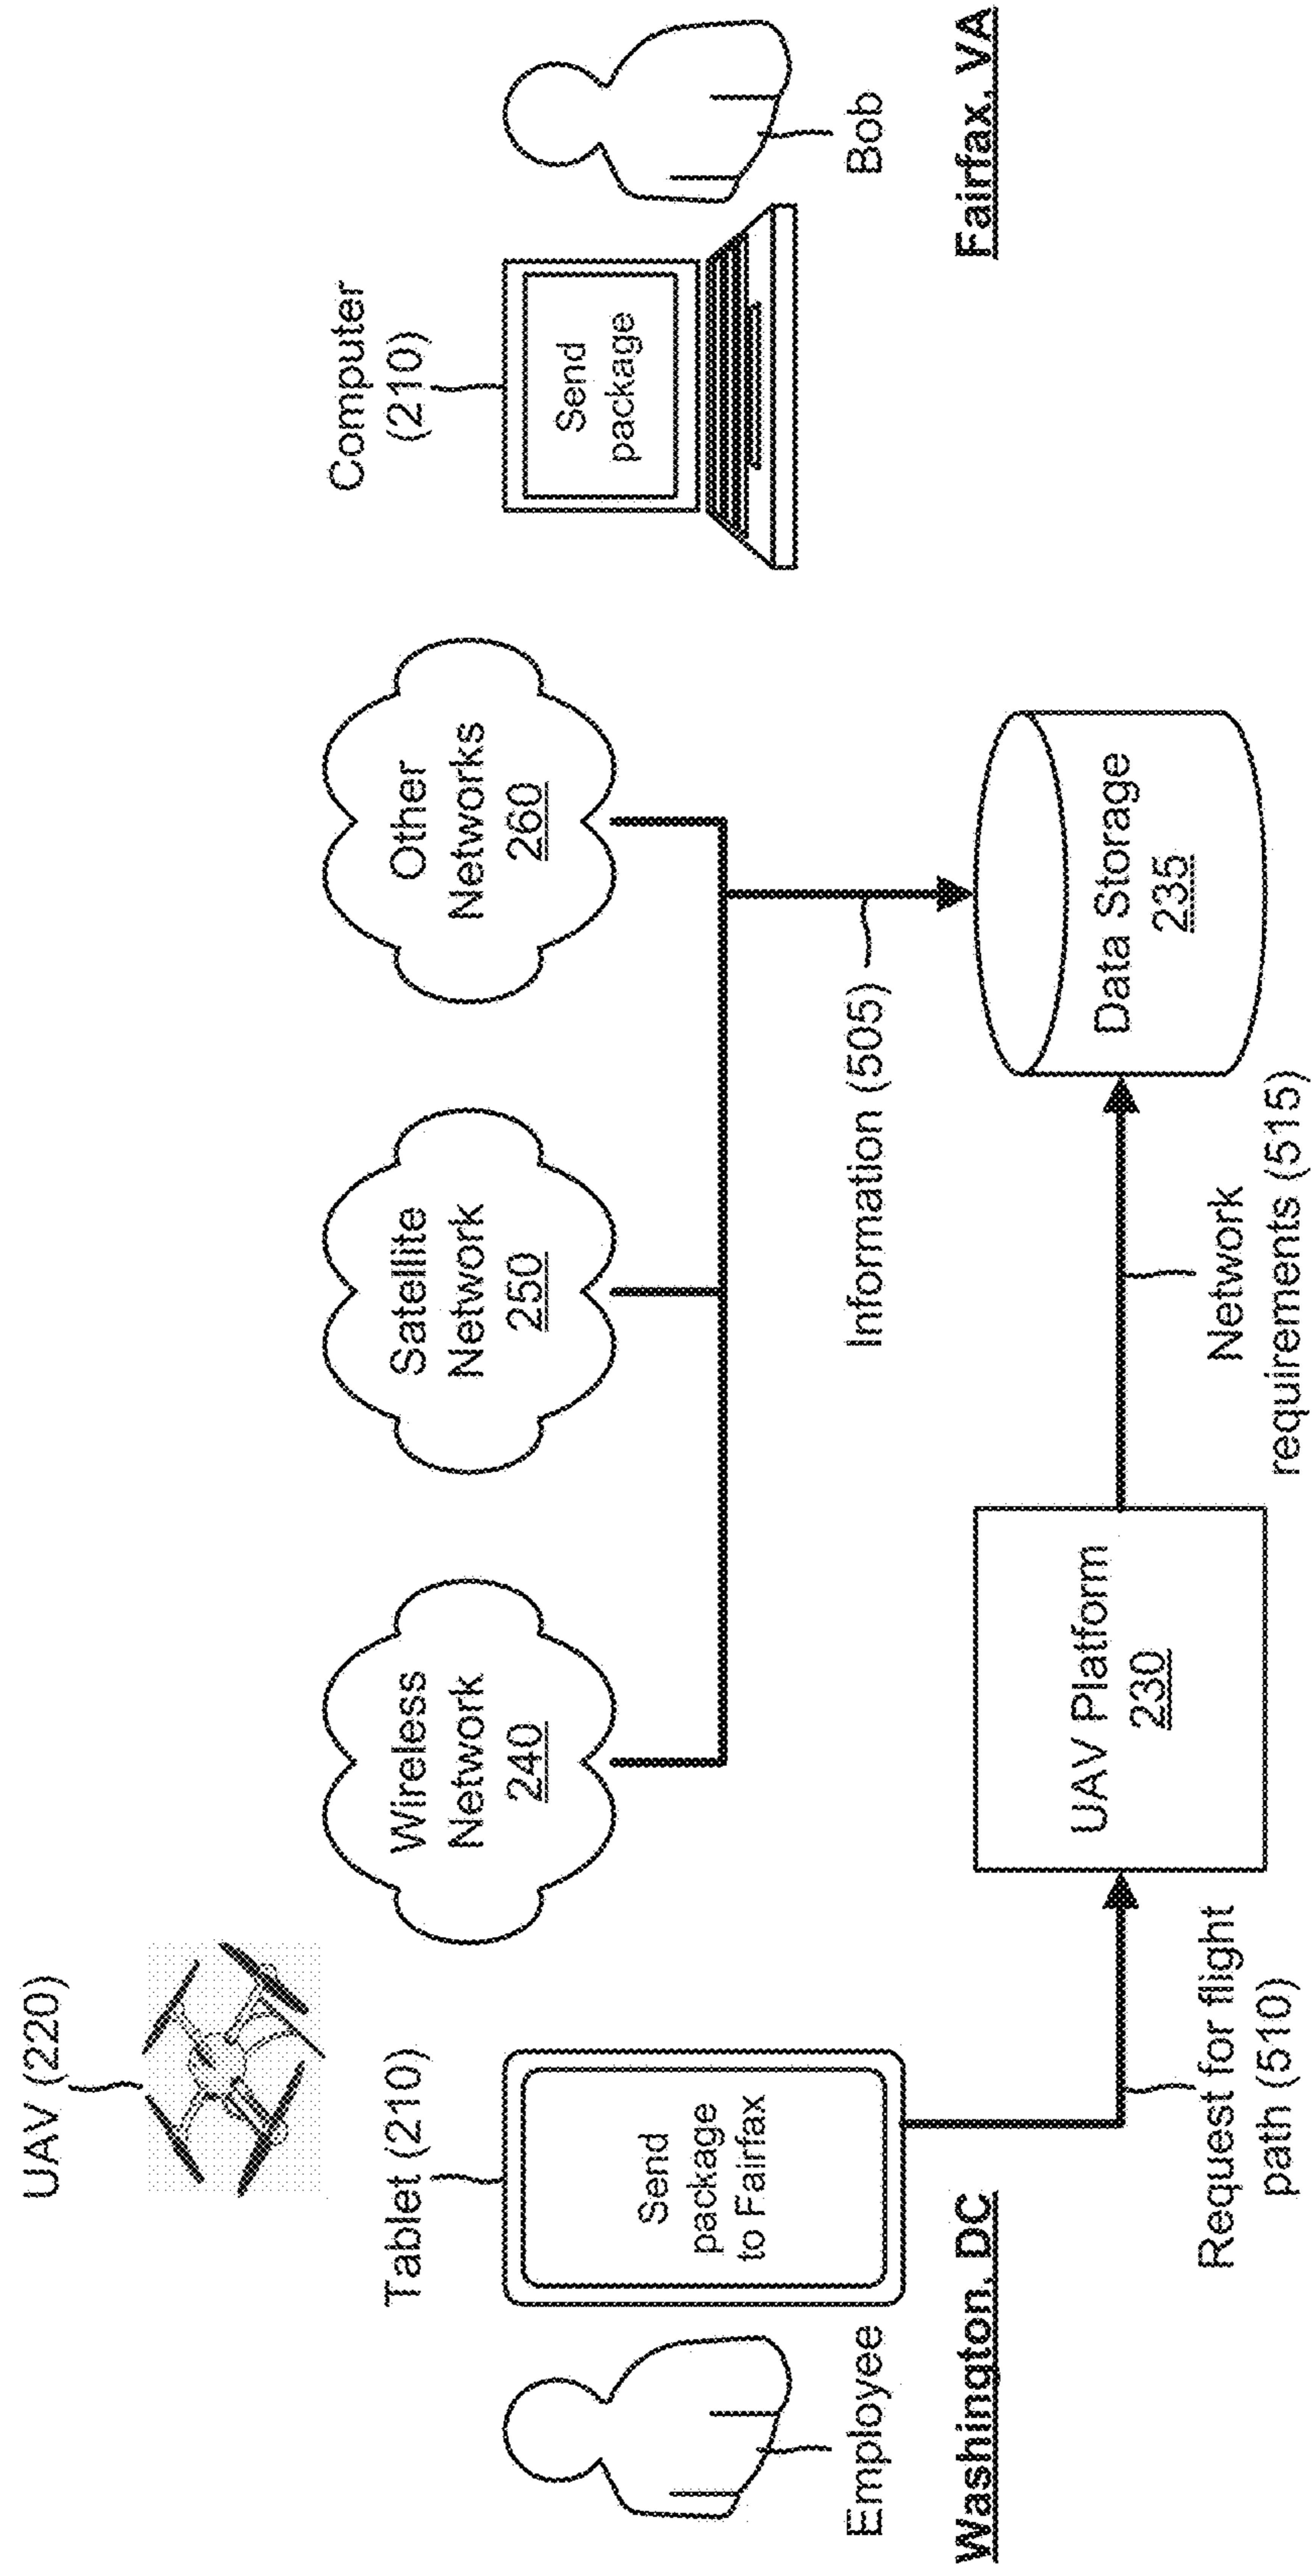 UAV (220)
Tablet (210)
Send
package
to Fairfax
Employee
Washington, DC
Wireless
Network
240
Satellite
Network
250
Other
Networks
260
Computer
(210)
Send
package
Bob
Fairfax, VA
Information (505)
Request for flight
path (510)
UAV Platform
230
Network
requirements (515)
Data Storage
235